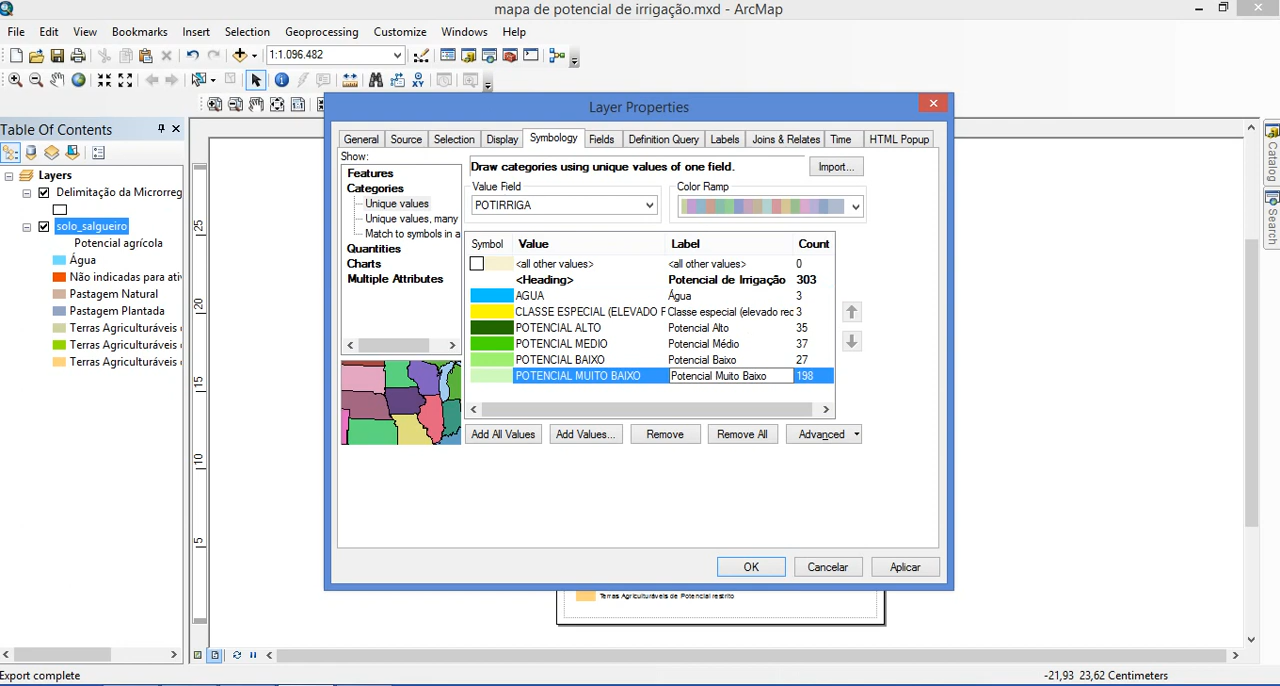 mapa de potencial de irrigação.mxd - ArcMap
File Edit View Bookmarks Insert Selection Geoprocessing Customize Windows Help
1:1.096.482
Table Of Contents
Layers
Delimitação da Microrreg
solo_salgueiro
Potencial agrícola
Água
Não indicadas para ati
Pastagem Natural
Pastagem Plantada
Terras Agriculturáveis
Terras Agriculturáveis
Terras Agriculturáveis
25
20
15
10
5
Layer Properties
General Source Selection Display Symbology Fields Definition Query Labels Joins & Relates Time HTML Popup
Show:
Features
Categories
Unique values
Unique values, many
Match to symbols in a
Quantities
Charts
Multiple Attributes
Draw categories using unique values of one field.
Import...
Value Field
Color Ramp
POTIRRIGA
Symbol Value Label Count
<all other values> <all other values> 0
<Heading> Potencial de Irrigação 303
AGUA Água 3
CLASSE ESPECIAL (ELEVADO F Classe especial (elevado rec 3
POTENCIAL ALTO Potencial Alto 35
POTENCIAL MEDIO Potencial Médio 37
POTENCIAL BAIXO Potencial Baixo 27
POTENCIAL MUITO BAIXO Potencial Muito Baixo 198
Add All Values Add Values... Remove Remove All Advanced
OK Cancelar Aplicar
Terras Agriculturáveis de Potencial restrito
Catalog
Search
Export complete
-21,93 23,62 Centimeters